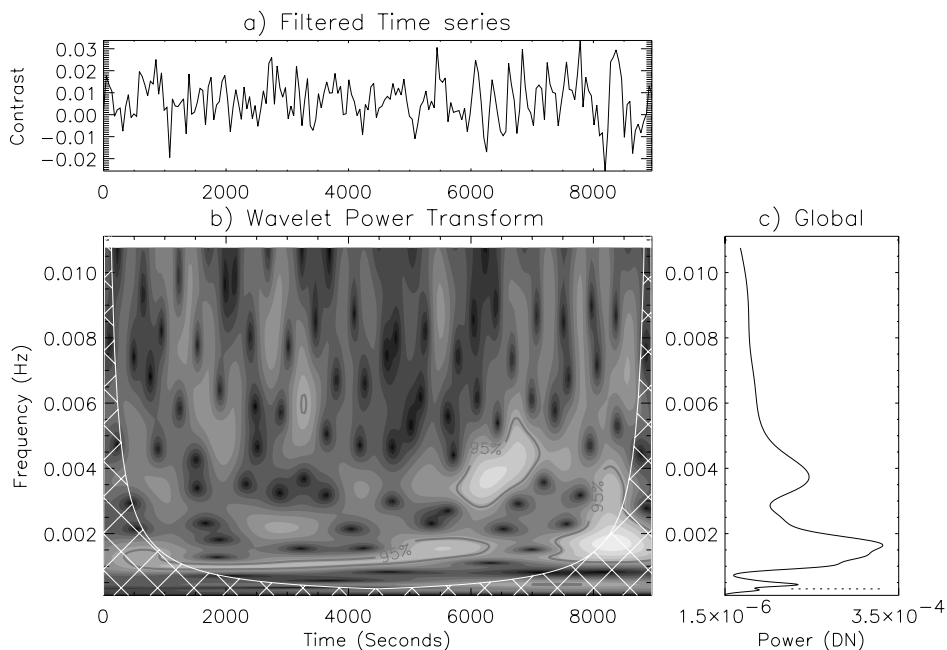 a) Filtered Time series
Contrast
0.03
0.02
0.01
0.00
−0.01
−0.02
0 2000 4000 6000 8000
b) Wavelet Power Transform
Frequency (Hz)
0.010
0.008
0.006
0.004
0.002
95%
95%
95%
0 2000 4000 6000 8000
Time (Seconds)
c) Global
0.010
0.008
0.006
0.004
0.002
1.5×10⁻⁶ 3.5×10⁻⁴
Power (DN)